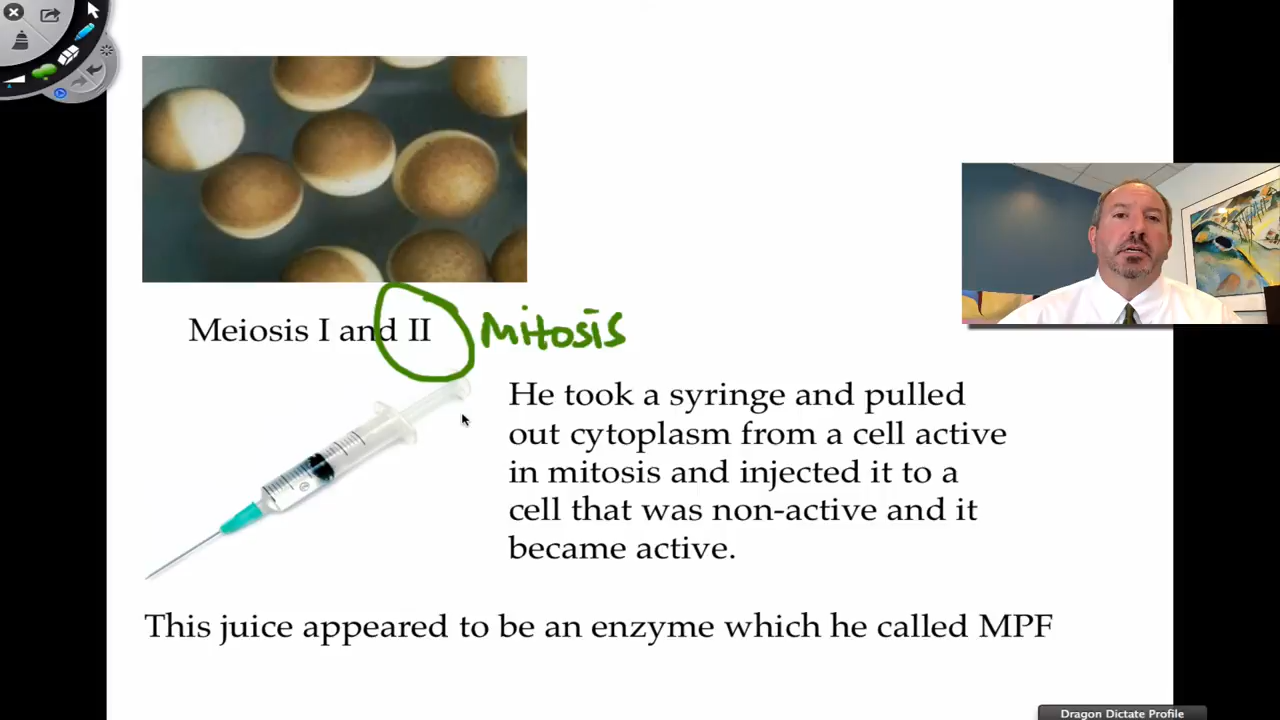 Meiosis I and II mitosis
He took a syringe and pulled
out cytoplasm from a cell active
in mitosis and injected it to a
cell that was non-active and it
became active.
This juice appeared to be an enzyme which he called MPF
Dragon Dictate Profile